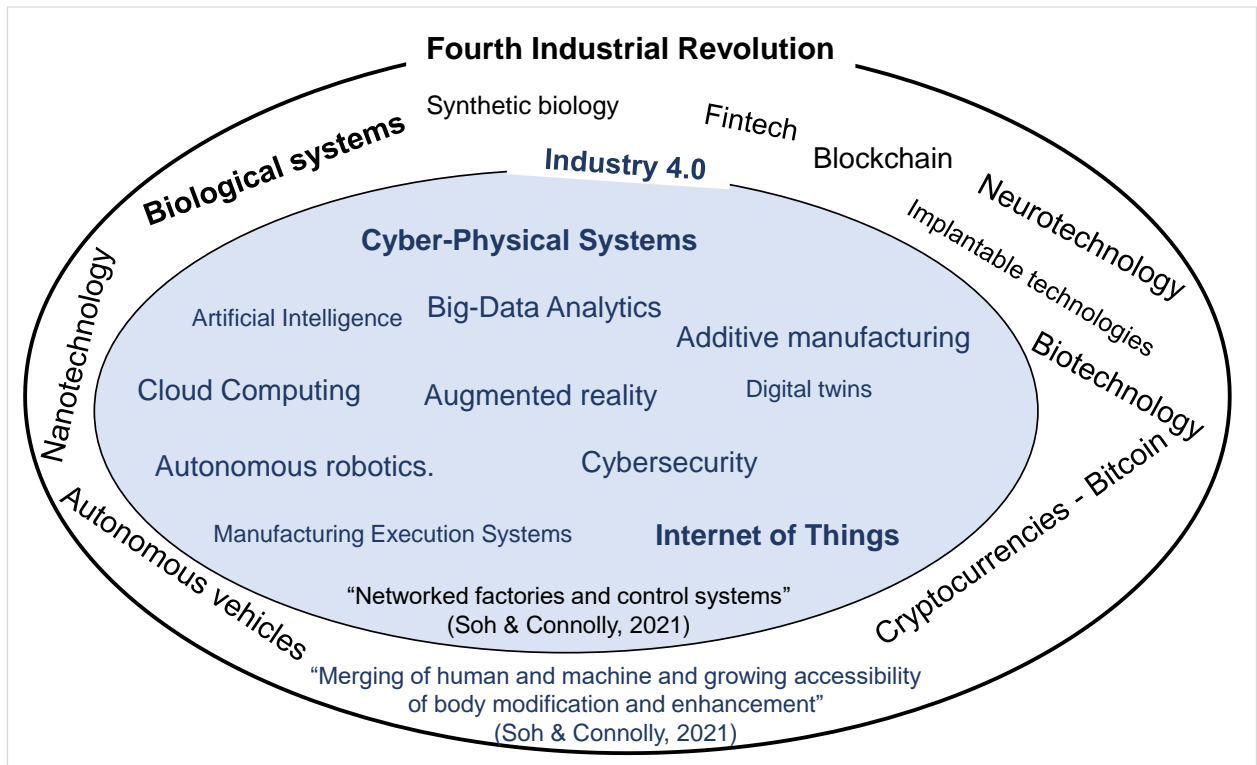 Fourth Industrial Revolution
Synthetic biology
Fintech
Biological systems
Blockchain
Industry 4.0
Neurotechnology
Implantable technologies
Cyber-Physical Systems
Nanotechnology
Artificial Intelligence
Big-Data Analytics
Additive manufacturing
Biotechnology
Cloud Computing
Augmented reality
Digital twins
Autonomous robotics.
Cybersecurity
Cryptocurrencies - Bitcoin
Autonomous vehicles
Manufacturing Execution Systems
Internet of Things
“Networked factories and control systems”
(Soh & Connolly, 2021)
“Merging of human and machine and growing accessibility
of body modification and enhancement”
(Soh & Connolly, 2021)